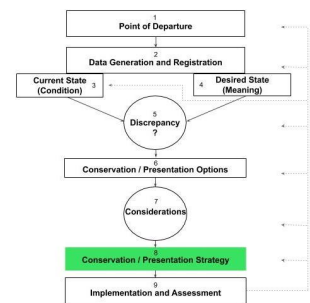 1
Point of Departure
2
Data Generation and Registration
Current State 3
(Condition)
Desired State
4 (Meaning)
5
Discrepancy
?
6
Conservation / Presentation Options
7
Considerations
8
Conservation / Presentation Strategy
9
Implementation and Assessment